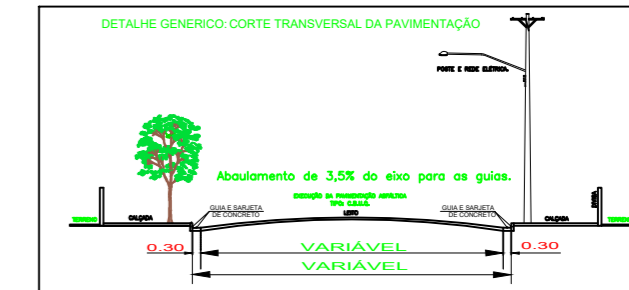 DETALHE GENERICO: CORTE TRANSVERSAL DA PAVIMENTAÇÃO
POSTE E REDE ELÉTRICA.
Abaulamento de 3,5% do eixo para as guias.
EXECUÇÃO DA PAVIMENTAÇÃO ASFÁLTICA
TIPO: C.B.U.Q.
GUIA E SARJETA
DE CONCRETO
LEITO
GUIA E SARJETA
DE CONCRETO
TERRENO
CALÇADA
CALÇADA
TERRENO
0.30
VARIÁVEL
0.30
VARIÁVEL